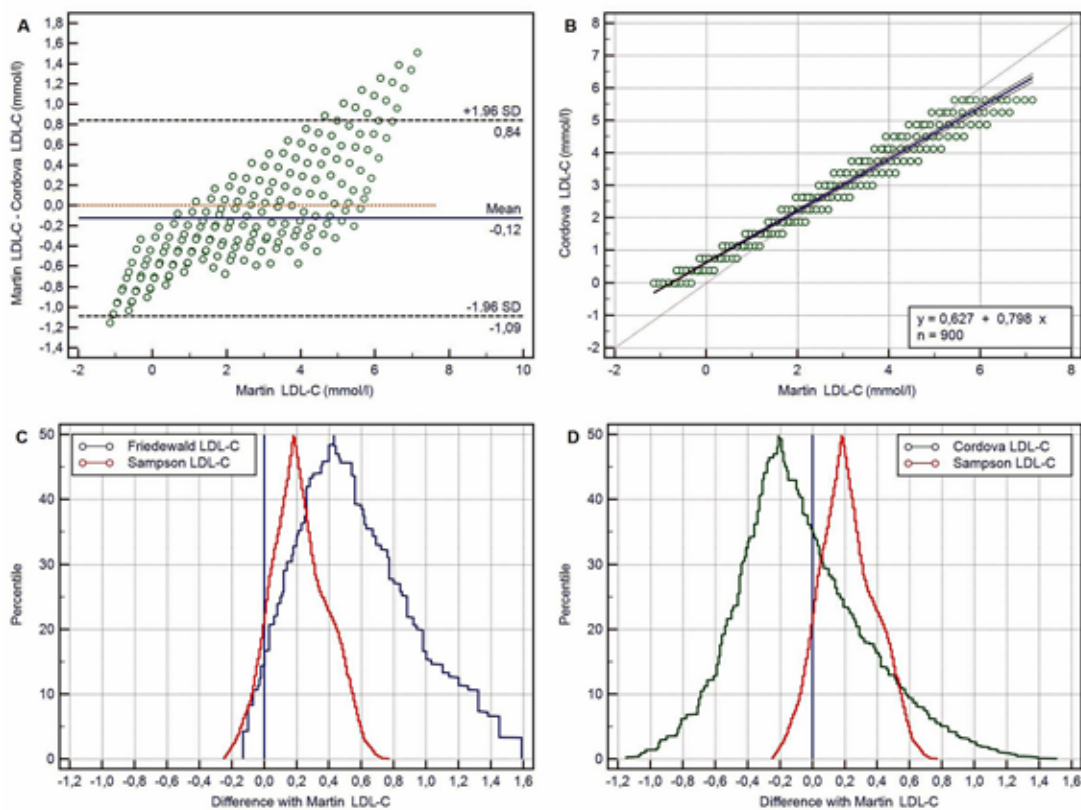 A
1,8
1,6
1,4
1,2
1,0
0,8
0,6
0,4
0,2
0,0
-0,2
-0,4
-0,6
-0,8
-1,0
-1,2
-1,4
Martin LDL-C - Cordova LDL-C (mmol/l)
+1.96 SD
0,84
Mean
-0,12
-1.96 SD
-1,09
-2 0 2 4 6 8 10
Martin LDL-C (mmol/l)
B
8
7
6
5
4
3
2
1
0
-1
-2
Cordova LDL-C (mmol/l)
y = 0,627 + 0,798 x
n = 900
-2 0 2 4 6 8
Martin LDL-C (mmol/l)
C
Friedewald LDL-C
Sampson LDL-C
50
40
30
20
10
0
Percentile
-1,2 -1,0 -0,8 -0,6 -0,4 -0,2 0,0 0,2 0,4 0,6 0,8 1,0 1,2 1,4 1,6
Difference with Martin LDL-C
D
Cordova LDL-C
Sampson LDL-C
50
40
30
20
10
0
Percentile
-1,2 -1,0 -0,8 -0,6 -0,4 -0,2 0,0 0,2 0,4 0,6 0,8 1,0 1,2 1,4 1,6
Difference with Martin LDL-C